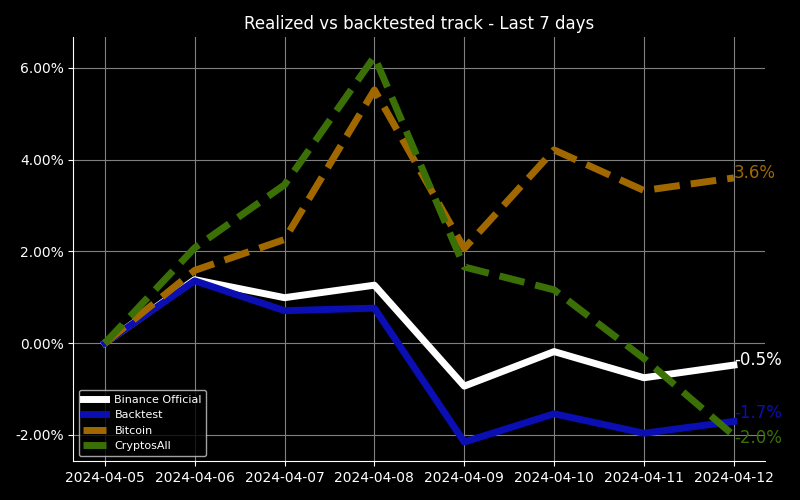 Realized vs backtested track - Last 7 days
6.00%
4.00%
2.00%
0.00%
-2.00%
3.6%
-0.5%
-1.7%
-2.0%
Binance Official
Backtest
Bitcoin
CryptosAll
2024-04-05 2024-04-06 2024-04-07 2024-04-08 2024-04-09 2024-04-10 2024-04-11 2024-04-12